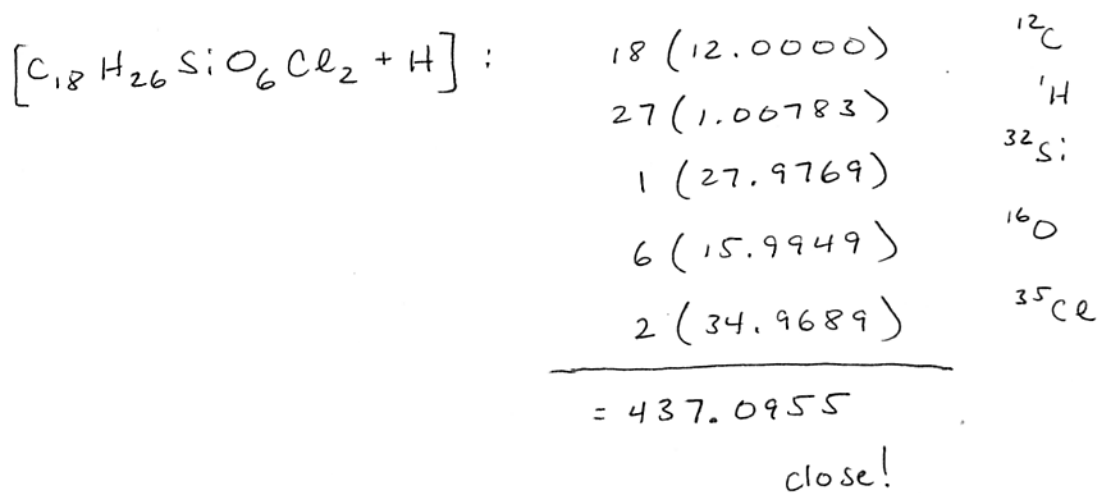 [C₁₈H₂₆SiO₆Cl₂ + H] : 18 (12.0000) ¹²C
27 (1.00783) ¹H
1 (27.9769) ³²Si
6 (15.9949) ¹⁶O
2 (34.9689) ³⁵Cl
= 437.0955
close!